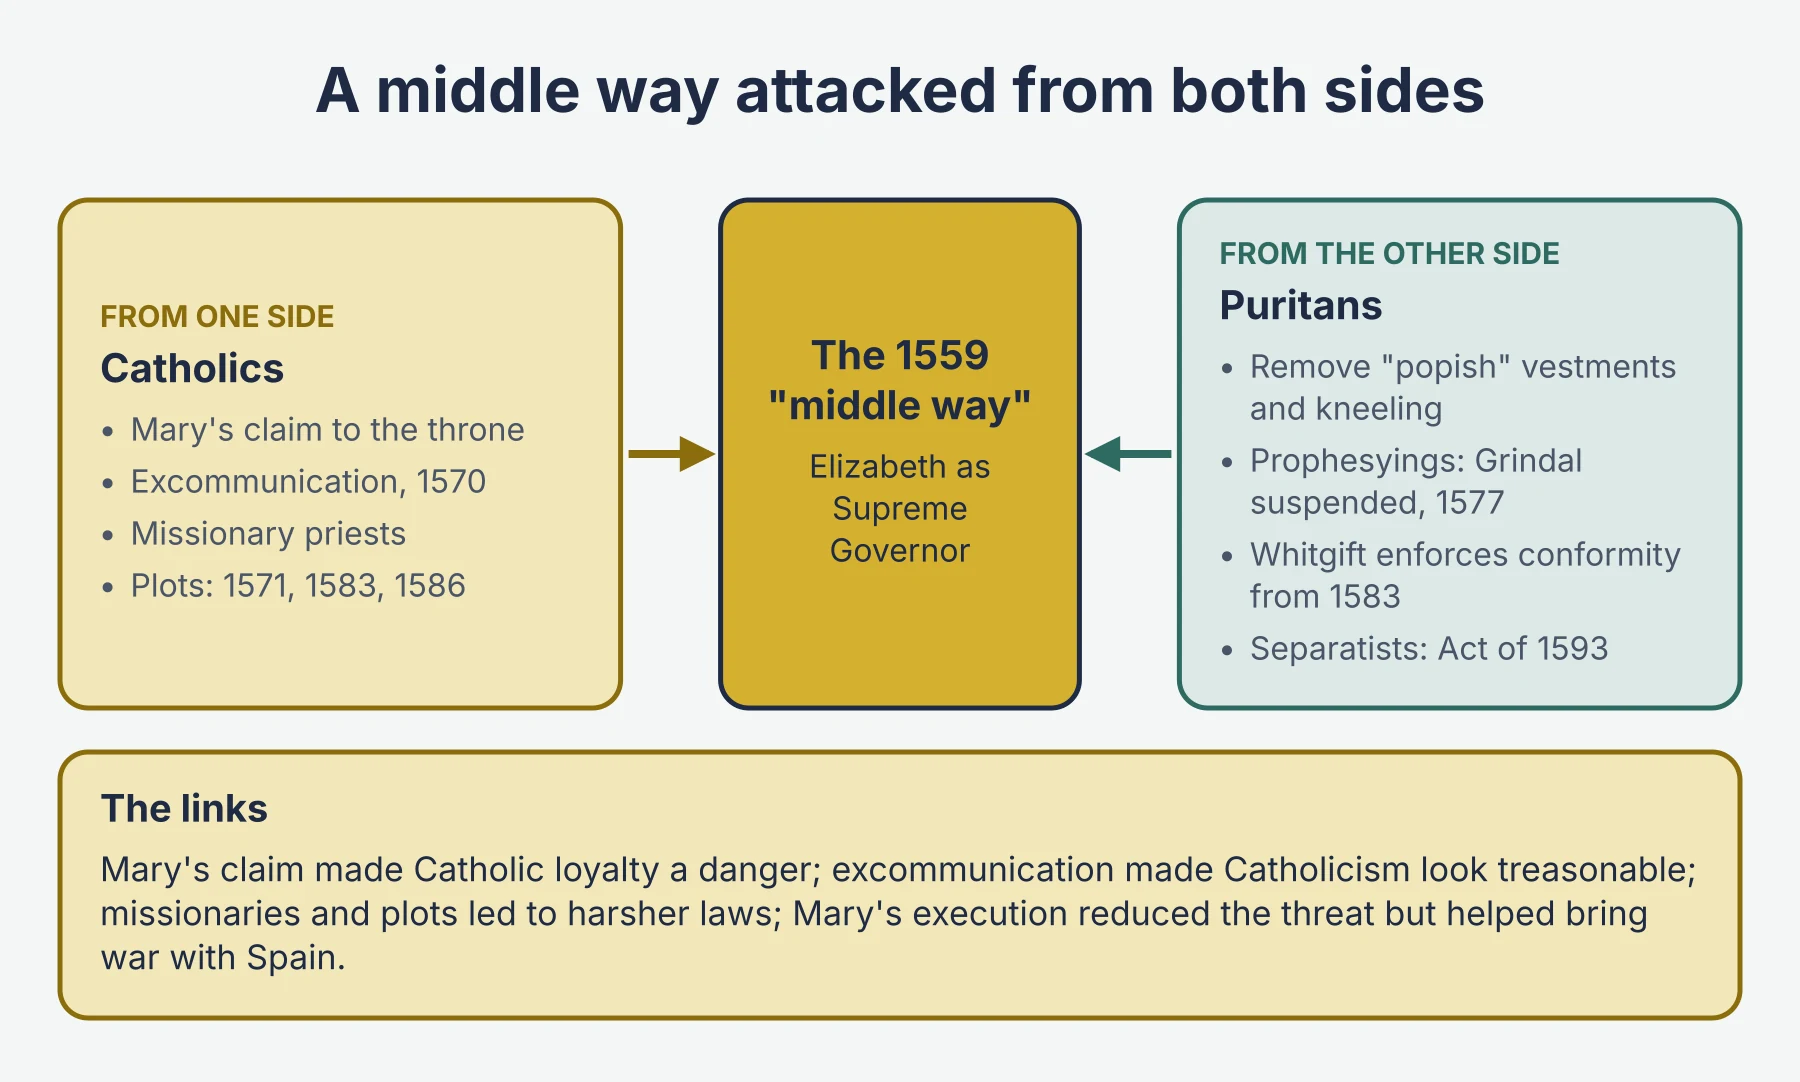 A middle way attacked from both sides
FROM ONE SIDE
Catholics
• Mary's claim to the throne
• Excommunication, 1570
• Missionary priests
• Plots: 1571, 1583, 1586
The 1559
"middle way"
Elizabeth as
Supreme
Governor
FROM THE OTHER SIDE
Puritans
• Remove "popish" vestments
and kneeling
• Prophesyings: Grindal
suspended, 1577
• Whitgift enforces conformity
from 1583
• Separatists: Act of 1593
The links
Mary's claim made Catholic loyalty a danger; excommunication made Catholicism look treasonable;
missionaries and plots led to harsher laws; Mary's execution reduced the threat but helped bring
war with Spain.